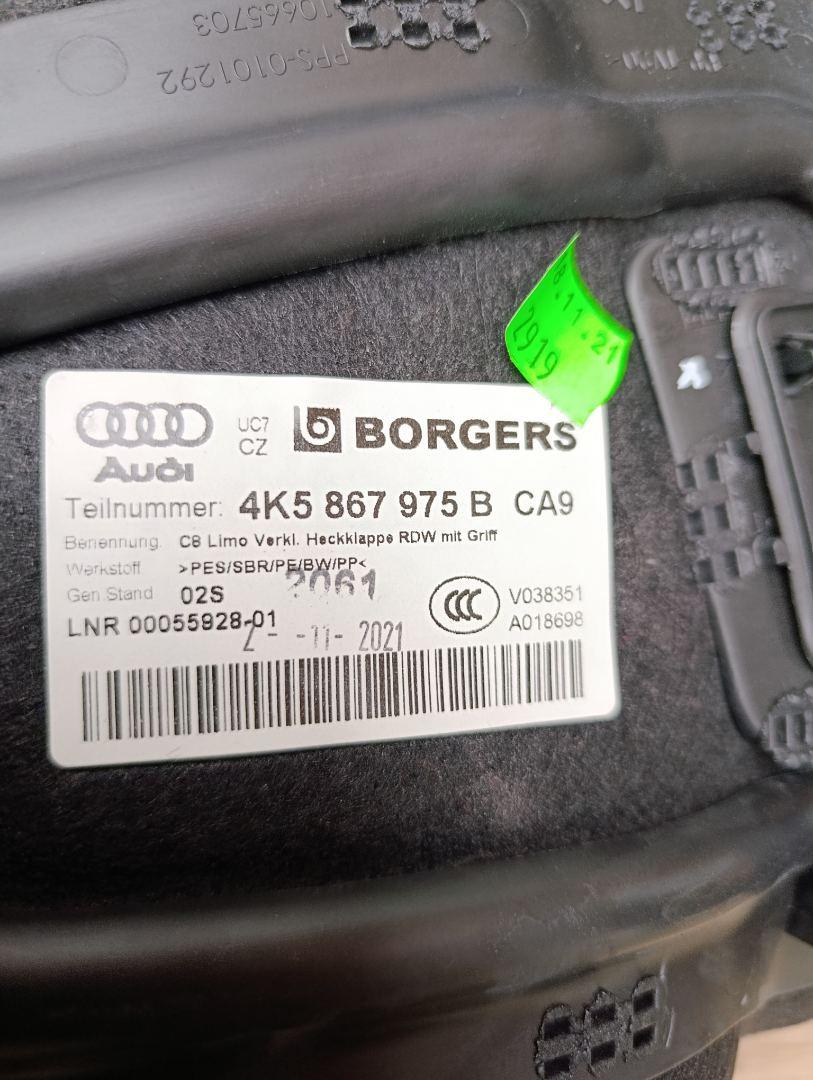 10665703
PPS-0101292
8.11.21
2919
Audi
UC7
CZ
BORGERS
Teilnummer: 4K5 867 975 B CA9
Benennung. C8 Limo Verkl. Heckklappe RDW mit Griff
Werkstoff >PES/SBR/PE/BW/PP<
2061
Gen.Stand 02S
CCC
V038351
A018698
LNR 00055928-01
-11- 2021